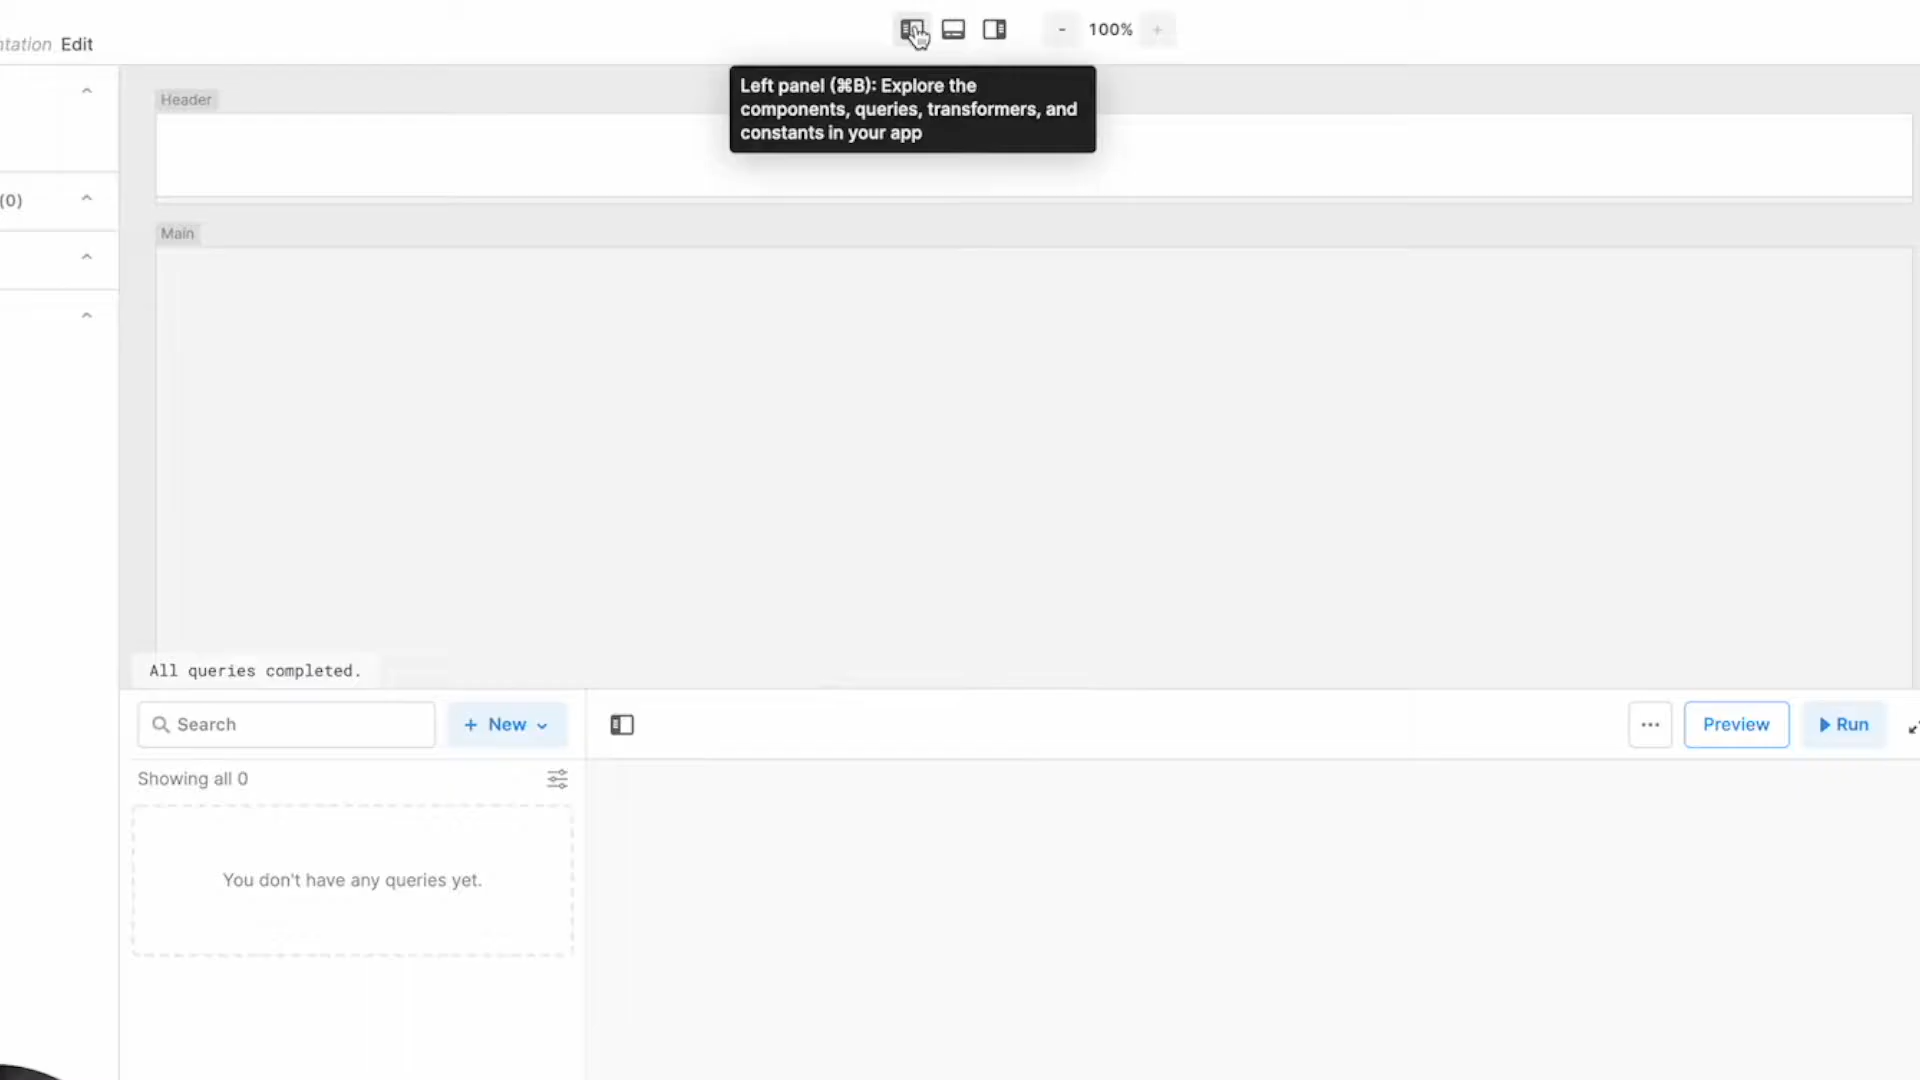 Edit
- 100% +
Left panel (⌘B): Explore the
components, queries, transformers, and
constants in your app
Header
(0)
Main
All queries completed.
Search
+ New
Preview
Run
Showing all 0
You don't have any queries yet.